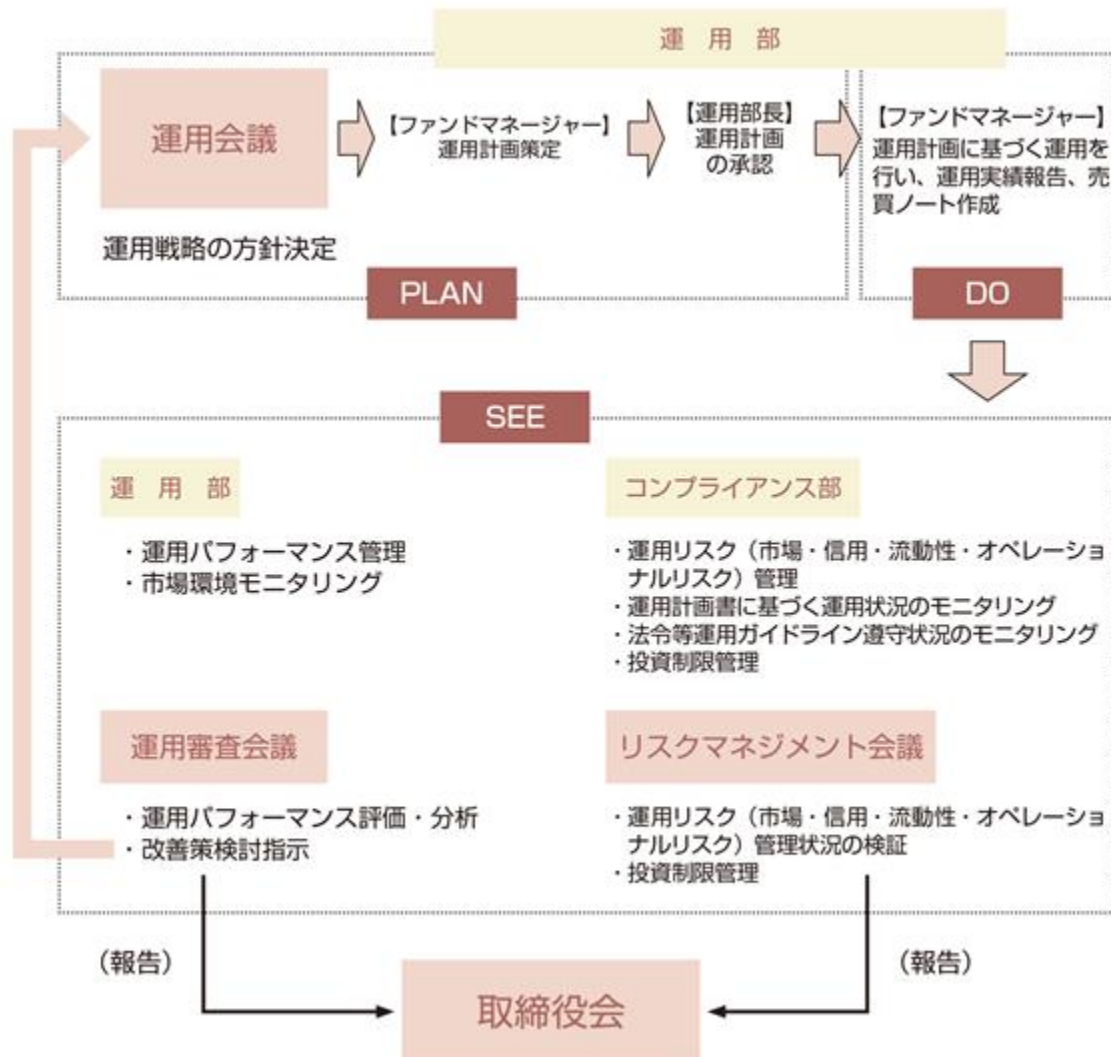 運用部
運用会議
運用戦略の方針決定
【ファンドマネージャー】
運用計画策定
【運用部長】
運用計画
の承認
【ファンドマネージャー】
運用計画に基づく運用を
行い、運用実績報告、売
買ノート作成
PLAN
DO
SEE
運用部
・運用パフォーマンス管理
・市場環境モニタリング
コンプライアンス部
・運用リスク（市場・信用・流動性・オペレーショ
ナルリスク）管理
・運用計画書に基づく運用状況のモニタリング
・法令等運用ガイドライン遵守状況のモニタリング
・投資制限管理
運用審査会議
・運用パフォーマンス評価・分析
・改善策検討指示
リスクマネジメント会議
・運用リスク（市場・信用・流動性・オペレーショ
ナルリスク）管理状況の検証
・投資制限管理
（報告）
（報告）
取締役会